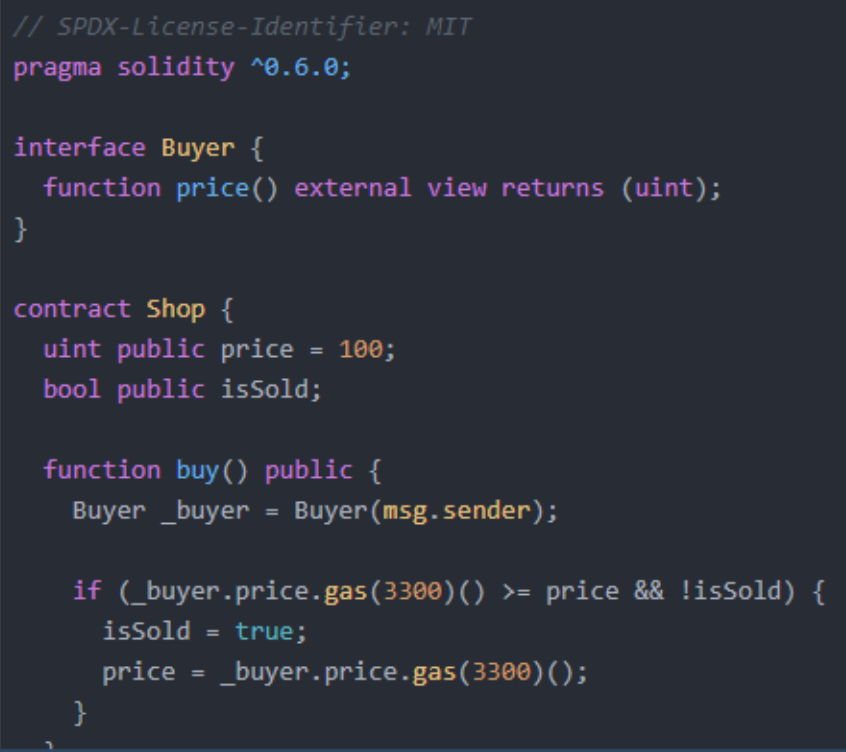 // SPDX-License-Identifier: MIT
pragma solidity ^0.6.0;

interface Buyer {
  function price() external view returns (uint);
}

contract Shop {
  uint public price = 100;
  bool public isSold;

  function buy() public {
    Buyer _buyer = Buyer(msg.sender);

    if (_buyer.price.gas(3300)() >= price && !isSold) {
      isSold = true;
      price = _buyer.price.gas(3300)();
    }
  }